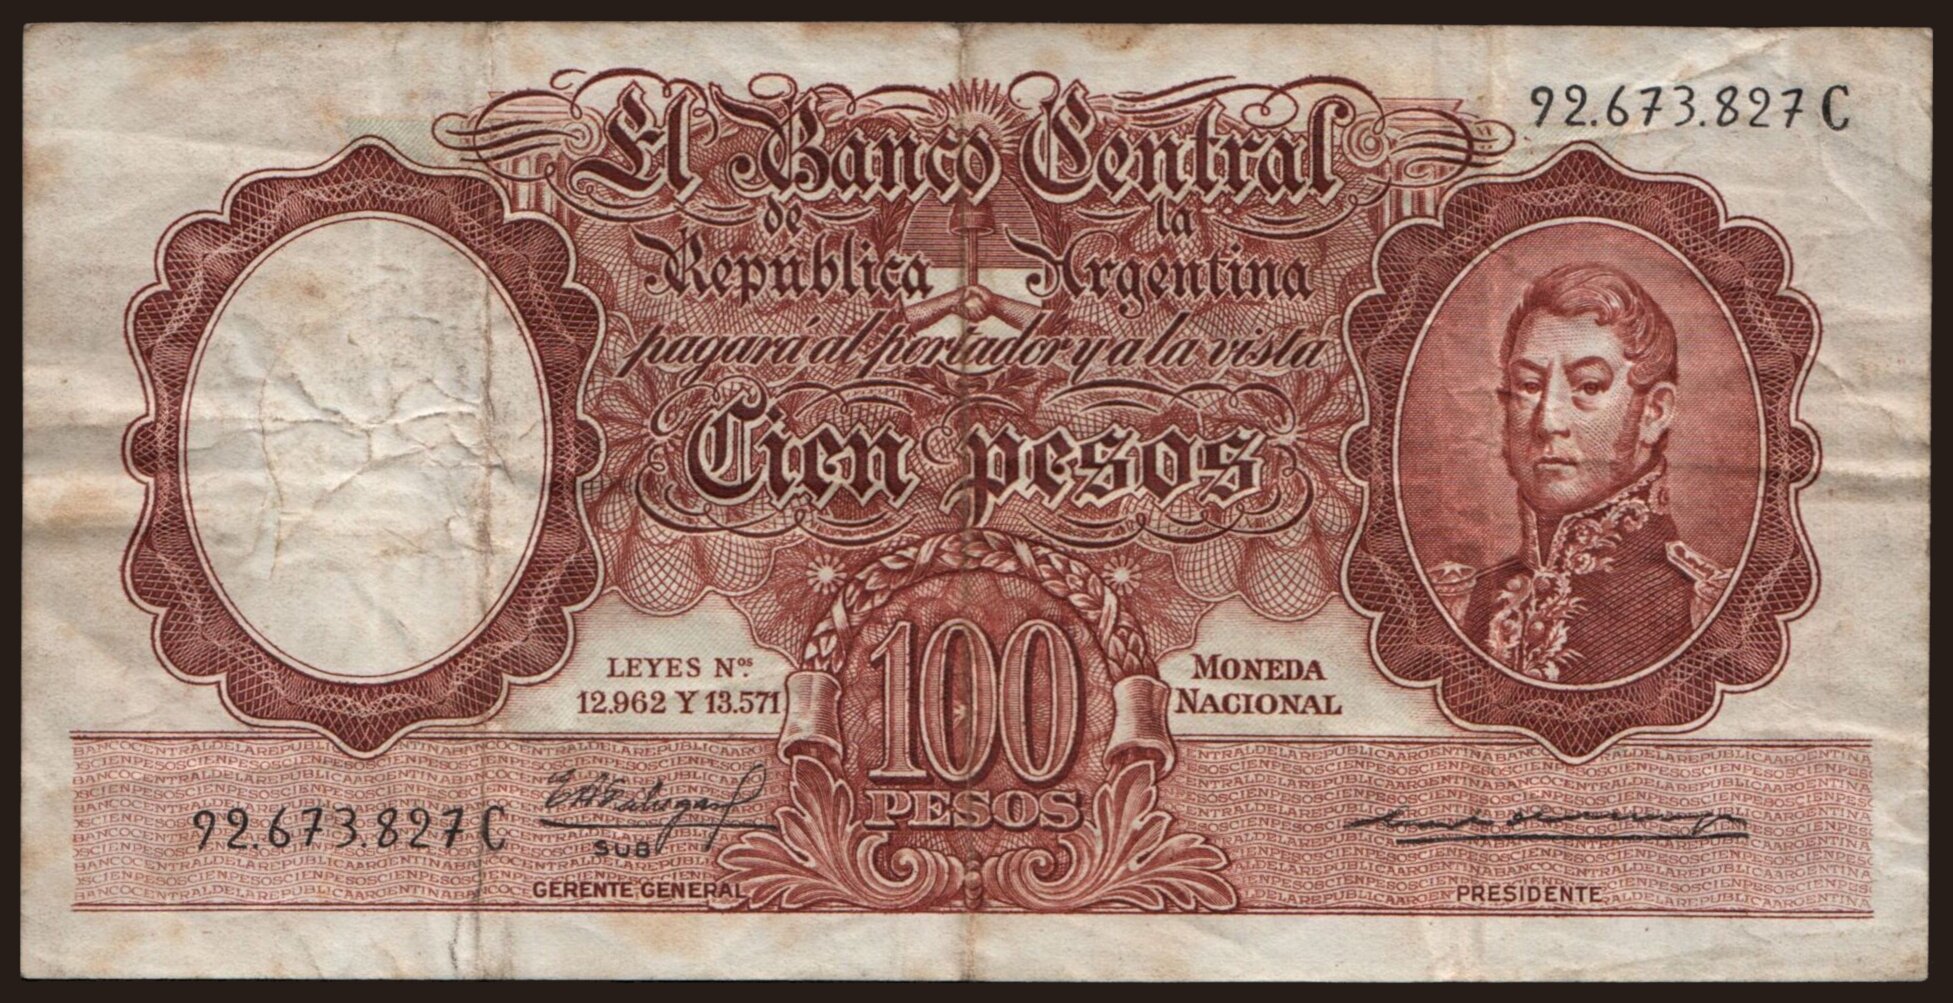 92.673.827 C
El Banco Central
de la
República Argentina
pagará al portador y a la vista
Cien pesos
LEYES Nos.
12.962 Y 13.571
MONEDA
NACIONAL
100
PESOS
92.673.827 C
SUB
GERENTE GENERAL
PRESIDENTE